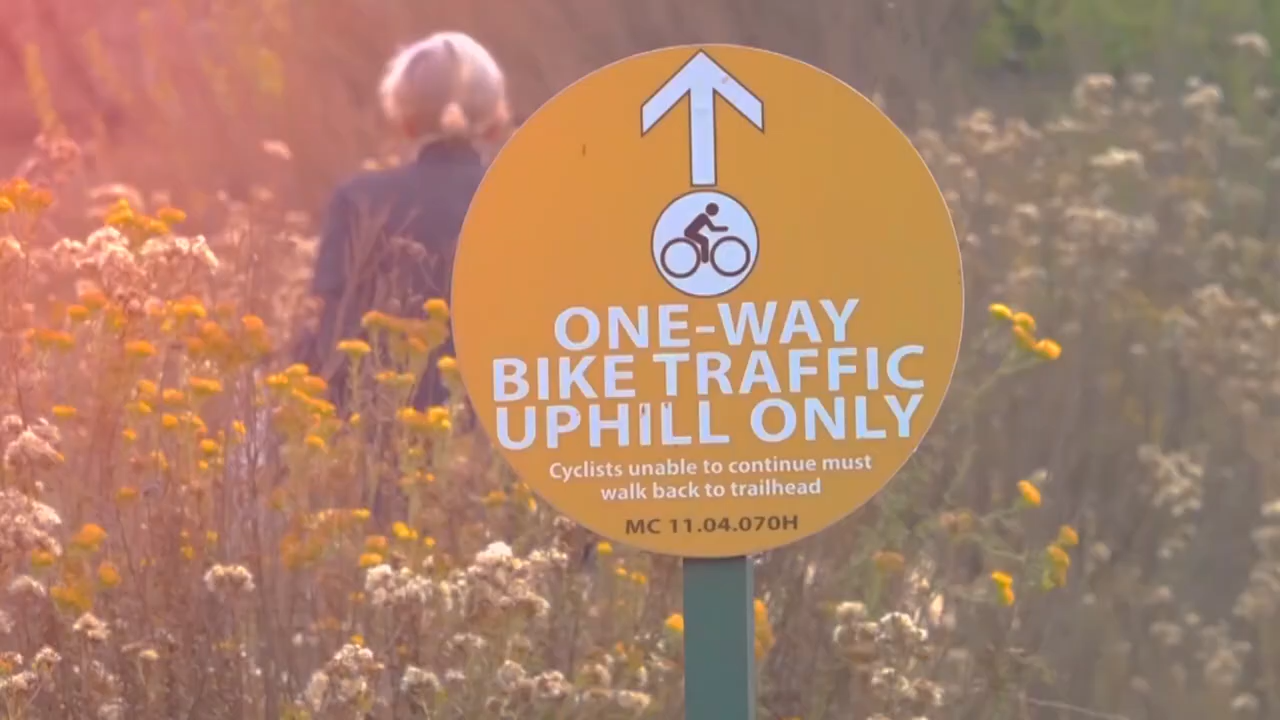 ONE-WAY
BIKE TRAFFIC
UPHILL ONLY
Cyclists unable to continue must
walk back to trailhead
MC 11.04.070H